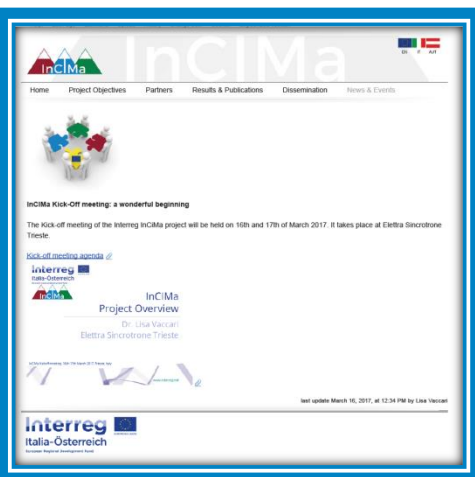 InCIMa
InCIMa
EN IT AUT
Home Project Objectives Partners Results & Publications Dissemination News & Events
InCIMa Kick-Off meeting: a wonderful beginning
The Kick-off meeting of the Interreg InCIMa project will be held on 16th and 17th of March 2017. It takes place at Elettra Sincrotrone
Trieste.
Kick-off meeting agenda
Interreg
Italia-Österreich
InCIMa
InCIMa
Project Overview
Dr. Lisa Vaccari
Elettra Sincrotrone Trieste
last update March 16, 2017, at 12:34 PM by Lisa Vaccari
Interreg
Italia-Österreich
European Regional Development Fund